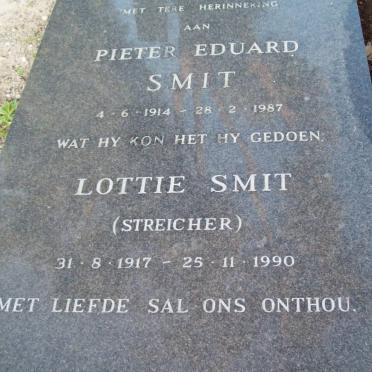 MET TERE HERINNERING
AAN
PIETER EDUARD
SMIT
4 · 6 · 1914 – 28 · 2 · 1987
WAT HY KON HET HY GEDOEN
LOTTIE SMIT
(STREICHER)
31 · 8 · 1917 – 25 · 11 · 1990
MET LIEFDE SAL ONS ONTHOU.